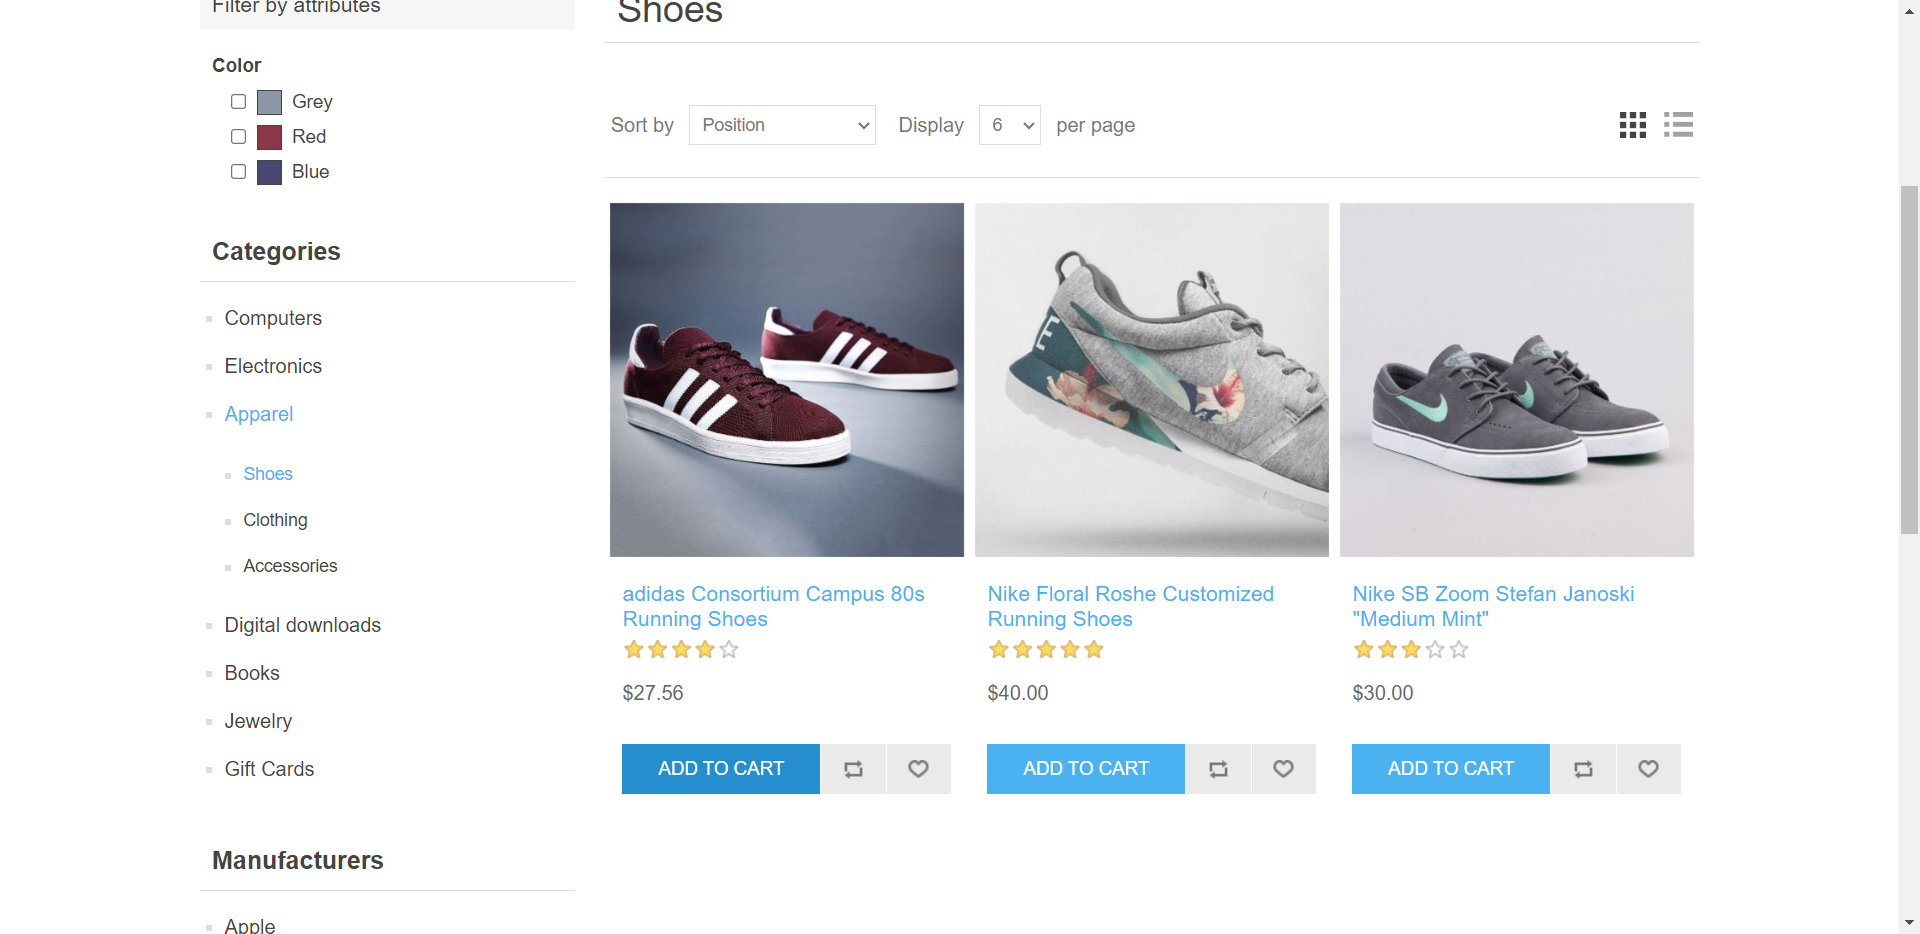 Filter by attributes
Color
Grey
Red
Blue
Categories
Computers
Electronics
Apparel
Shoes
Clothing
Accessories
Digital downloads
Books
Jewelry
Gift Cards
Manufacturers
Apple
Shoes
Sort by Position Display 6 per page
E
adidas Consortium Campus 80s
Running Shoes
$27.56
ADD TO CART
Nike Floral Roshe Customized
Running Shoes
$40.00
ADD TO CART
Nike SB Zoom Stefan Janoski
"Medium Mint"
$30.00
ADD TO CART